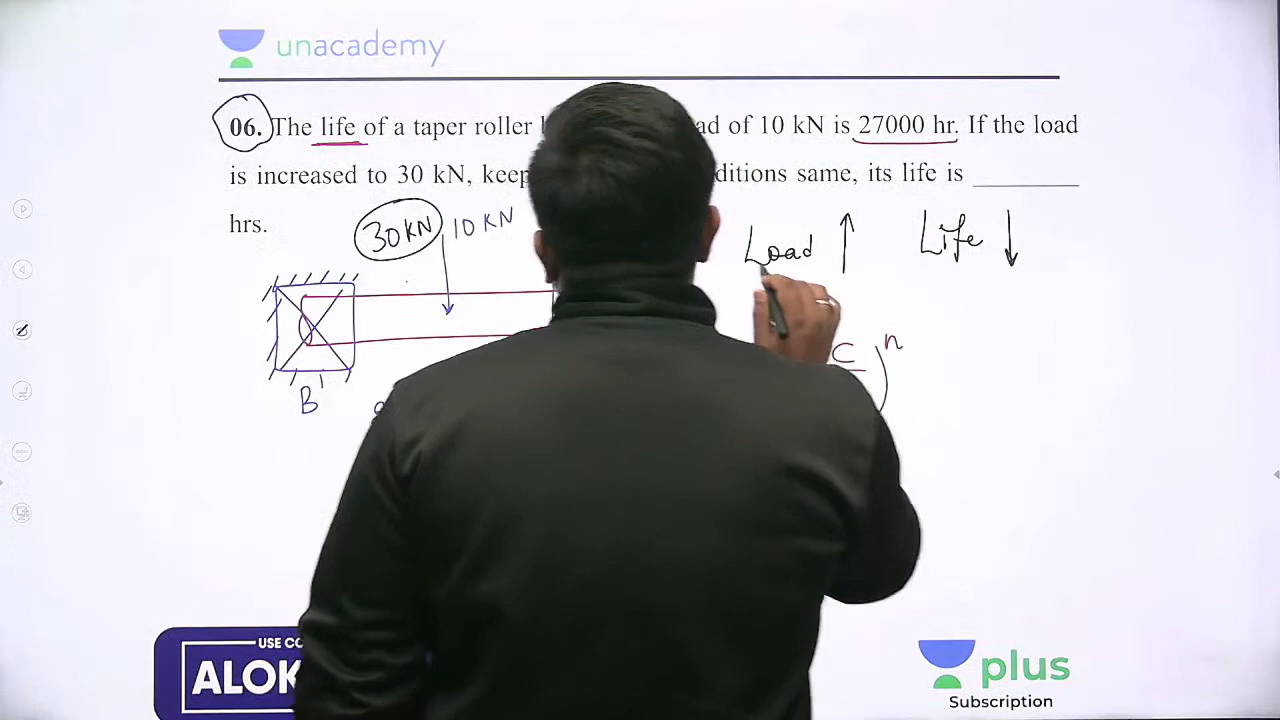 unacademy
06. The life of a taper roller ad of 10 kN is 27000 hr. If the load
is increased to 30 kN, keep ditions same, its life is ________
hrs.
30KN 10 KN
Load Life
C n
B
USE CO
ALOK
plus
Subscription